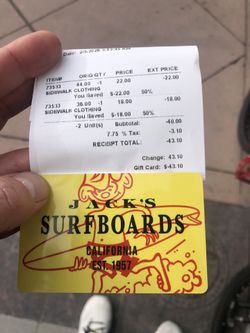 ITEM# ORIG QTY PRICE EXT PRICE
73533 44.00 -1 22.00 -22.00
SIDEWALK CLOTHING
You Saved $-22.00 50%
73533 36.00 -1 18.00 -18.00
SIDEWALK CLOTHING
You Saved $-18.00 50%
-2 Unit(s) Subtotal: -40.00
7.75 % Tax: -3.10
RECEIPT TOTAL: -43.10
Change: 43.10
Gift Card: $-43.10
JACK'S
SURFBOARDS
CALIFORNIA
EST. 1957